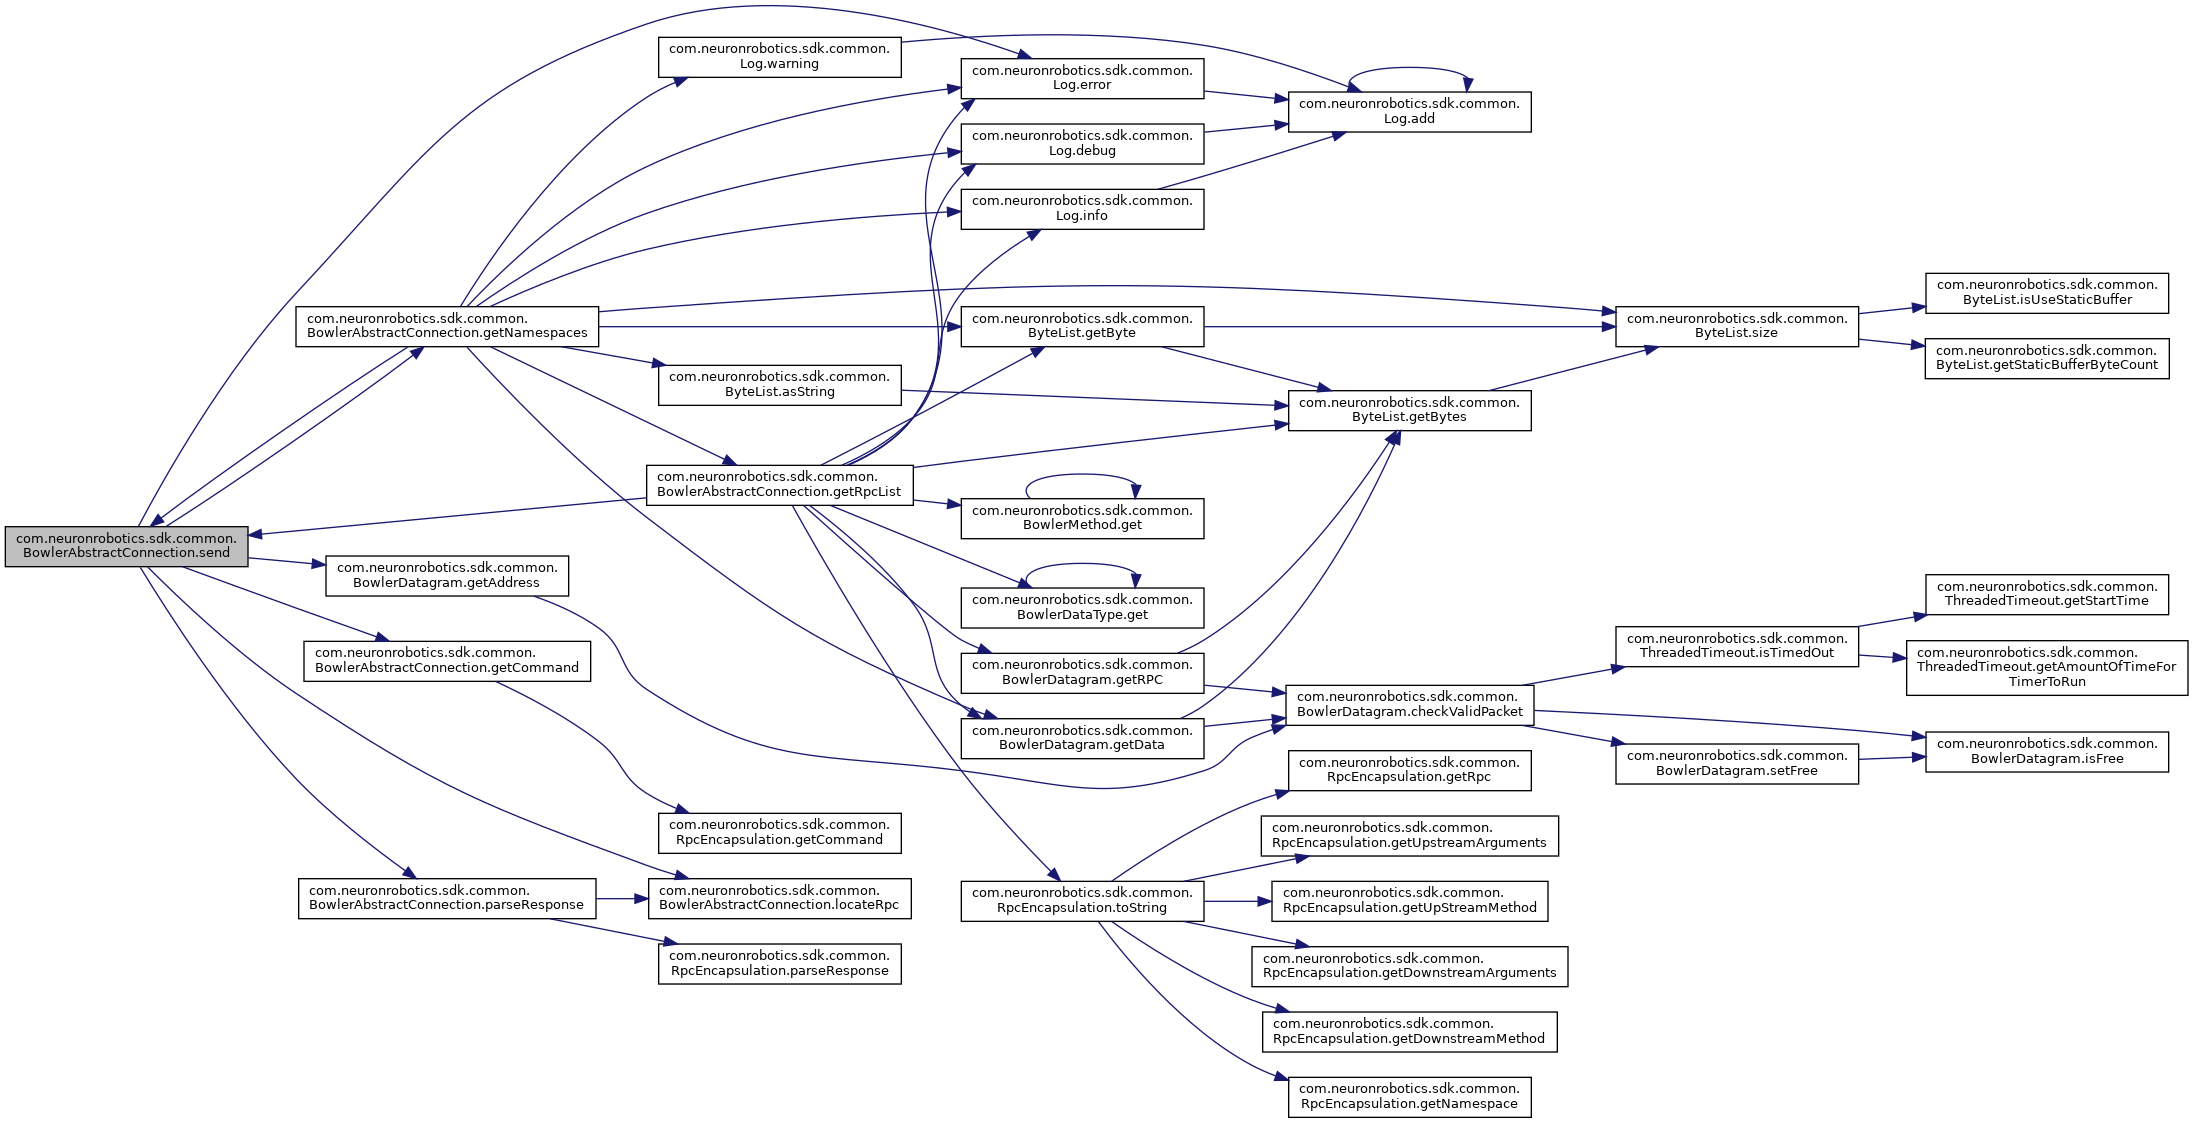 com.neuronrobotics.sdk.common.
BowlerAbstractConnection.send
com.neuronrobotics.sdk.common.
BowlerAbstractConnection.getNamespaces
com.neuronrobotics.sdk.common.
BowlerDatagram.getAddress
com.neuronrobotics.sdk.common.
BowlerAbstractConnection.getCommand
com.neuronrobotics.sdk.common.
BowlerAbstractConnection.parseResponse
com.neuronrobotics.sdk.common.
Log.warning
com.neuronrobotics.sdk.common.
ByteList.asString
com.neuronrobotics.sdk.common.
BowlerAbstractConnection.getRpcList
com.neuronrobotics.sdk.common.
RpcEncapsulation.getCommand
com.neuronrobotics.sdk.common.
BowlerAbstractConnection.locateRpc
com.neuronrobotics.sdk.common.
RpcEncapsulation.parseResponse
com.neuronrobotics.sdk.common.
Log.error
com.neuronrobotics.sdk.common.
Log.debug
com.neuronrobotics.sdk.common.
Log.info
com.neuronrobotics.sdk.common.
ByteList.getByte
com.neuronrobotics.sdk.common.
BowlerMethod.get
com.neuronrobotics.sdk.common.
BowlerDataType.get
com.neuronrobotics.sdk.common.
BowlerDatagram.getRPC
com.neuronrobotics.sdk.common.
BowlerDatagram.getData
com.neuronrobotics.sdk.common.
RpcEncapsulation.toString
com.neuronrobotics.sdk.common.
Log.add
com.neuronrobotics.sdk.common.
ByteList.getBytes
com.neuronrobotics.sdk.common.
BowlerDatagram.checkValidPacket
com.neuronrobotics.sdk.common.
RpcEncapsulation.getRpc
com.neuronrobotics.sdk.common.
RpcEncapsulation.getUpstreamArguments
com.neuronrobotics.sdk.common.
RpcEncapsulation.getUpStreamMethod
com.neuronrobotics.sdk.common.
RpcEncapsulation.getDownstreamArguments
com.neuronrobotics.sdk.common.
RpcEncapsulation.getDownstreamMethod
com.neuronrobotics.sdk.common.
RpcEncapsulation.getNamespace
com.neuronrobotics.sdk.common.
ByteList.size
com.neuronrobotics.sdk.common.
ThreadedTimeout.isTimedOut
com.neuronrobotics.sdk.common.
BowlerDatagram.setFree
com.neuronrobotics.sdk.common.
ByteList.isUseStaticBuffer
com.neuronrobotics.sdk.common.
ByteList.getStaticBufferByteCount
com.neuronrobotics.sdk.common.
ThreadedTimeout.getStartTime
com.neuronrobotics.sdk.common.
ThreadedTimeout.getAmountOfTimeFor
TimerToRun
com.neuronrobotics.sdk.common.
BowlerDatagram.isFree